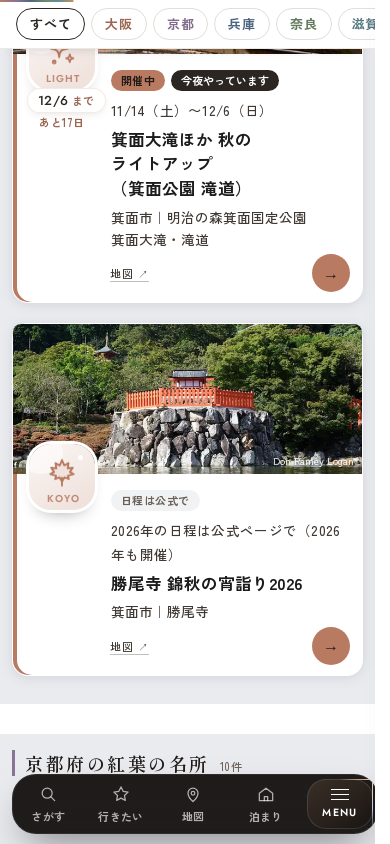 すべて
大阪
京都
兵庫
奈良
滋賀
LIGHT
12/6 まで
あと17日
開催中
今夜やっています
11/14（土）〜12/6（日）
箕面大滝ほか 秋の
ライトアップ
（箕面公園 滝道）
箕面市｜明治の森箕面国定公園
箕面大滝・滝道
地図 ↗
→
Don Ramey Logan
KOYO
日程は公式で
2026年の日程は公式ページで（2026
年も開催）
勝尾寺 錦秋の宵詣り2026
箕面市｜勝尾寺
地図 ↗
→
京都府の紅葉の名所 10件
さがす
行きたい
地図
泊まり
MENU